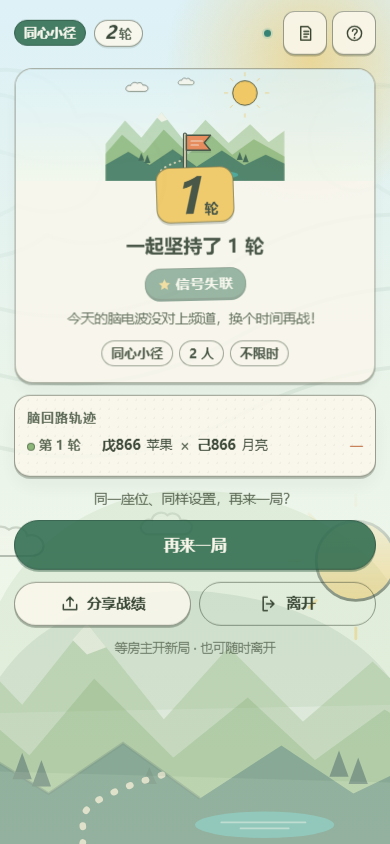 同心小径 2轮
1轮
一起坚持了 1 轮
信号失联
今天的脑电波没对上频道，换个时间再战！
同心小径 2 人 不限时
脑回路轨迹
第 1 轮 戊866 苹果 × 己866 月亮 —
同一座位、同样设置，再来一局？
再来一局
分享战绩 离开
等房主开新局 · 也可随时离开